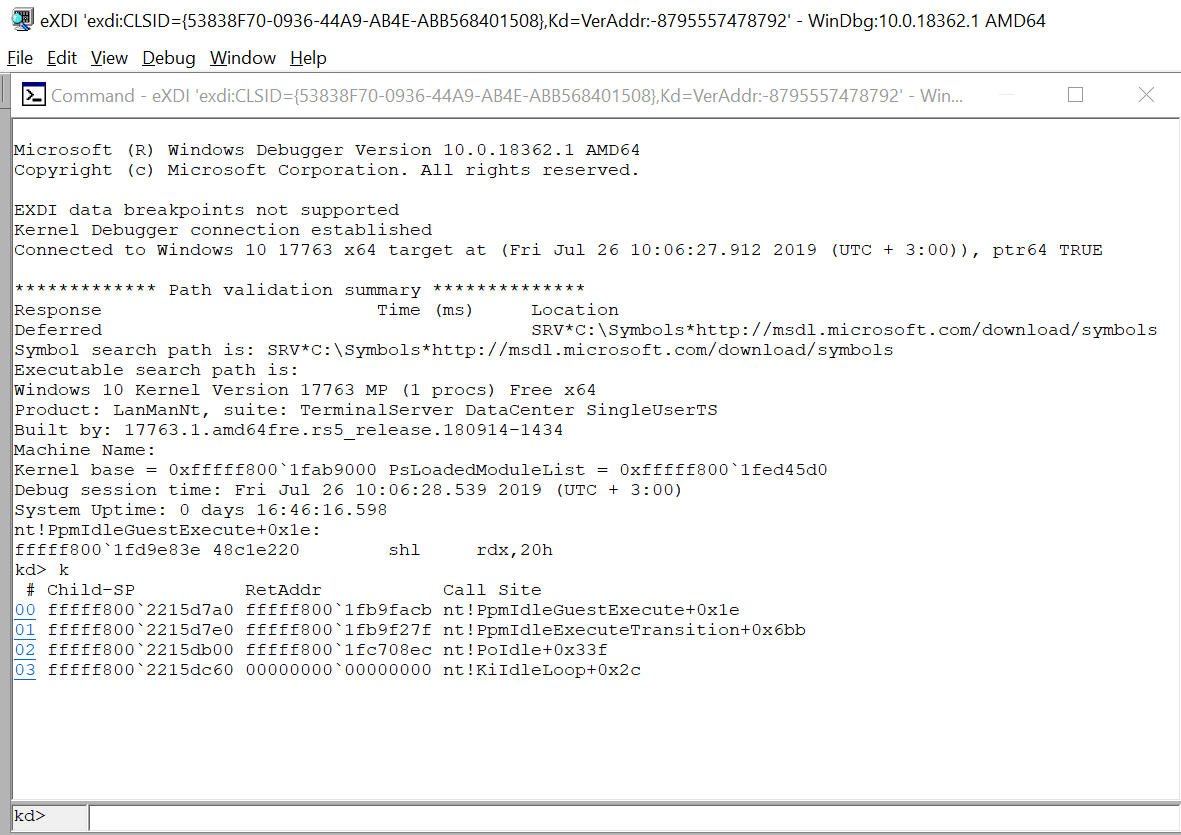 eXDI 'exdi:CLSID={53838F70-0936-44A9-AB4E-ABB568401508},Kd=VerAddr:-8795557478792' - WinDbg:10.0.18362.1 AMD64
File Edit View Debug Window Help
Command - eXDI 'exdi:CLSID={53838F70-0936-44A9-AB4E-ABB568401508},Kd=VerAddr:-8795557478792' - Win...
Microsoft (R) Windows Debugger Version 10.0.18362.1 AMD64
Copyright (c) Microsoft Corporation. All rights reserved.
EXDI data breakpoints not supported
Kernel Debugger connection established
Connected to Windows 10 17763 x64 target at (Fri Jul 26 10:06:27.912 2019 (UTC + 3:00)), ptr64 TRUE
************* Path validation summary **************
Response                         Time (ms)     Location
Deferred                                       SRV*C:\Symbols*http://msdl.microsoft.com/download/symbols
Symbol search path is: SRV*C:\Symbols*http://msdl.microsoft.com/download/symbols
Executable search path is:
Windows 10 Kernel Version 17763 MP (1 procs) Free x64
Product: LanManNt, suite: TerminalServer DataCenter SingleUserTS
Built by: 17763.1.amd64fre.rs5_release.180914-1434
Machine Name:
Kernel base = 0xfffff800`1fab9000 PsLoadedModuleList = 0xfffff800`1fed45d0
Debug session time: Fri Jul 26 10:06:28.539 2019 (UTC + 3:00)
System Uptime: 0 days 16:46:16.598
nt!PpmIdleGuestExecute+0x1e:
fffff800`1fd9e83e 48c1e220        shl     rdx,20h
kd> k
 # Child-SP          RetAddr           Call Site
00 fffff800`2215d7a0 fffff800`1fb9facb nt!PpmIdleGuestExecute+0x1e
01 fffff800`2215d7e0 fffff800`1fb9f27f nt!PpmIdleExecuteTransition+0x6bb
02 fffff800`2215db00 fffff800`1fc708ec nt!PoIdle+0x33f
03 fffff800`2215dc60 00000000`00000000 nt!KiIdleLoop+0x2c
kd>